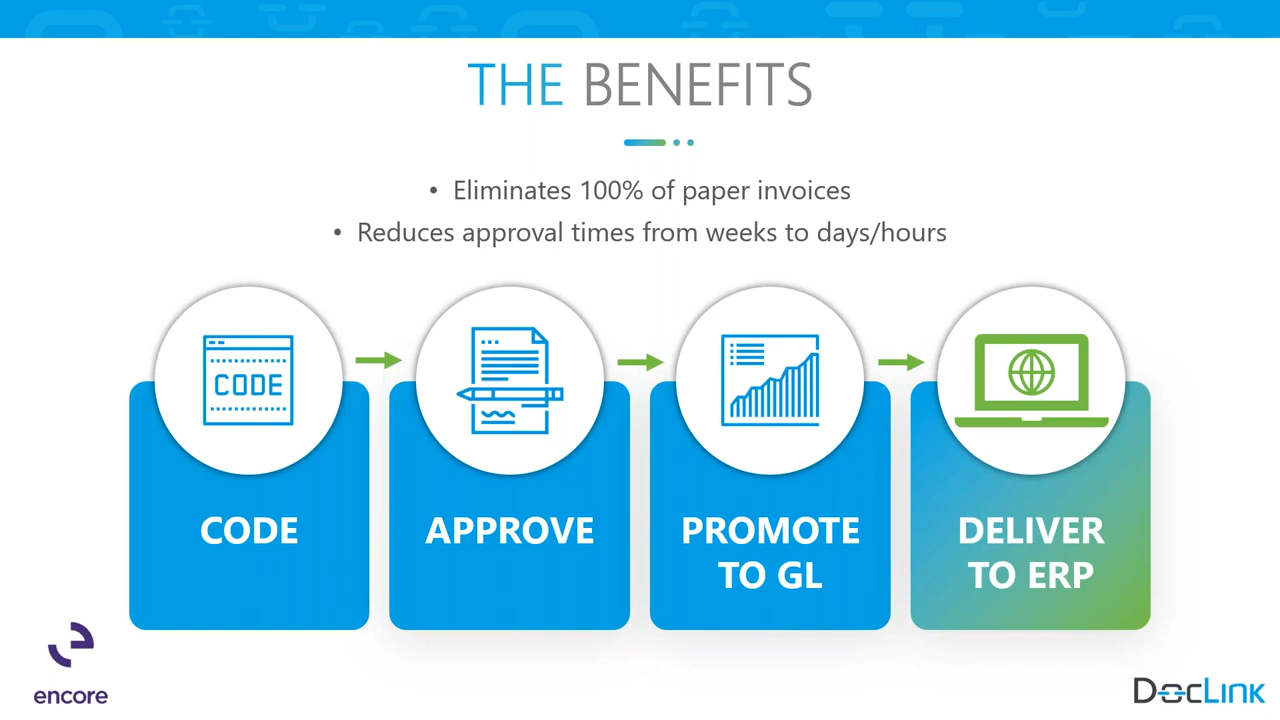 THE BENEFITS
• Eliminates 100% of paper invoices
• Reduces approval times from weeks to days/hours
CODE
CODE
APPROVE
PROMOTE
TO GL
DELIVER
TO ERP
encore
DocLink